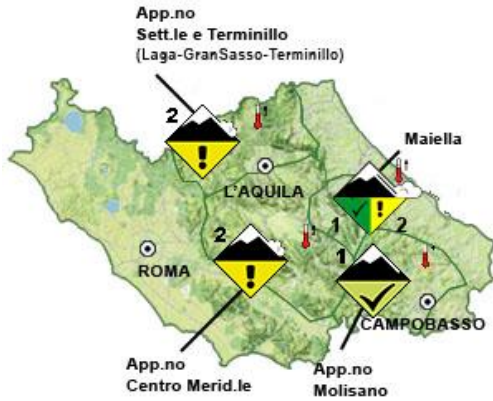 App.no
Sett.le e Terminillo
(Laga-GranSasso-Terminillo)
2
!
Maiella
L'AQUILA
1
!
2
2
!
1
ROMA
CAMPOBASSO
App.no
Centro Merid.le
App.no
Molisano